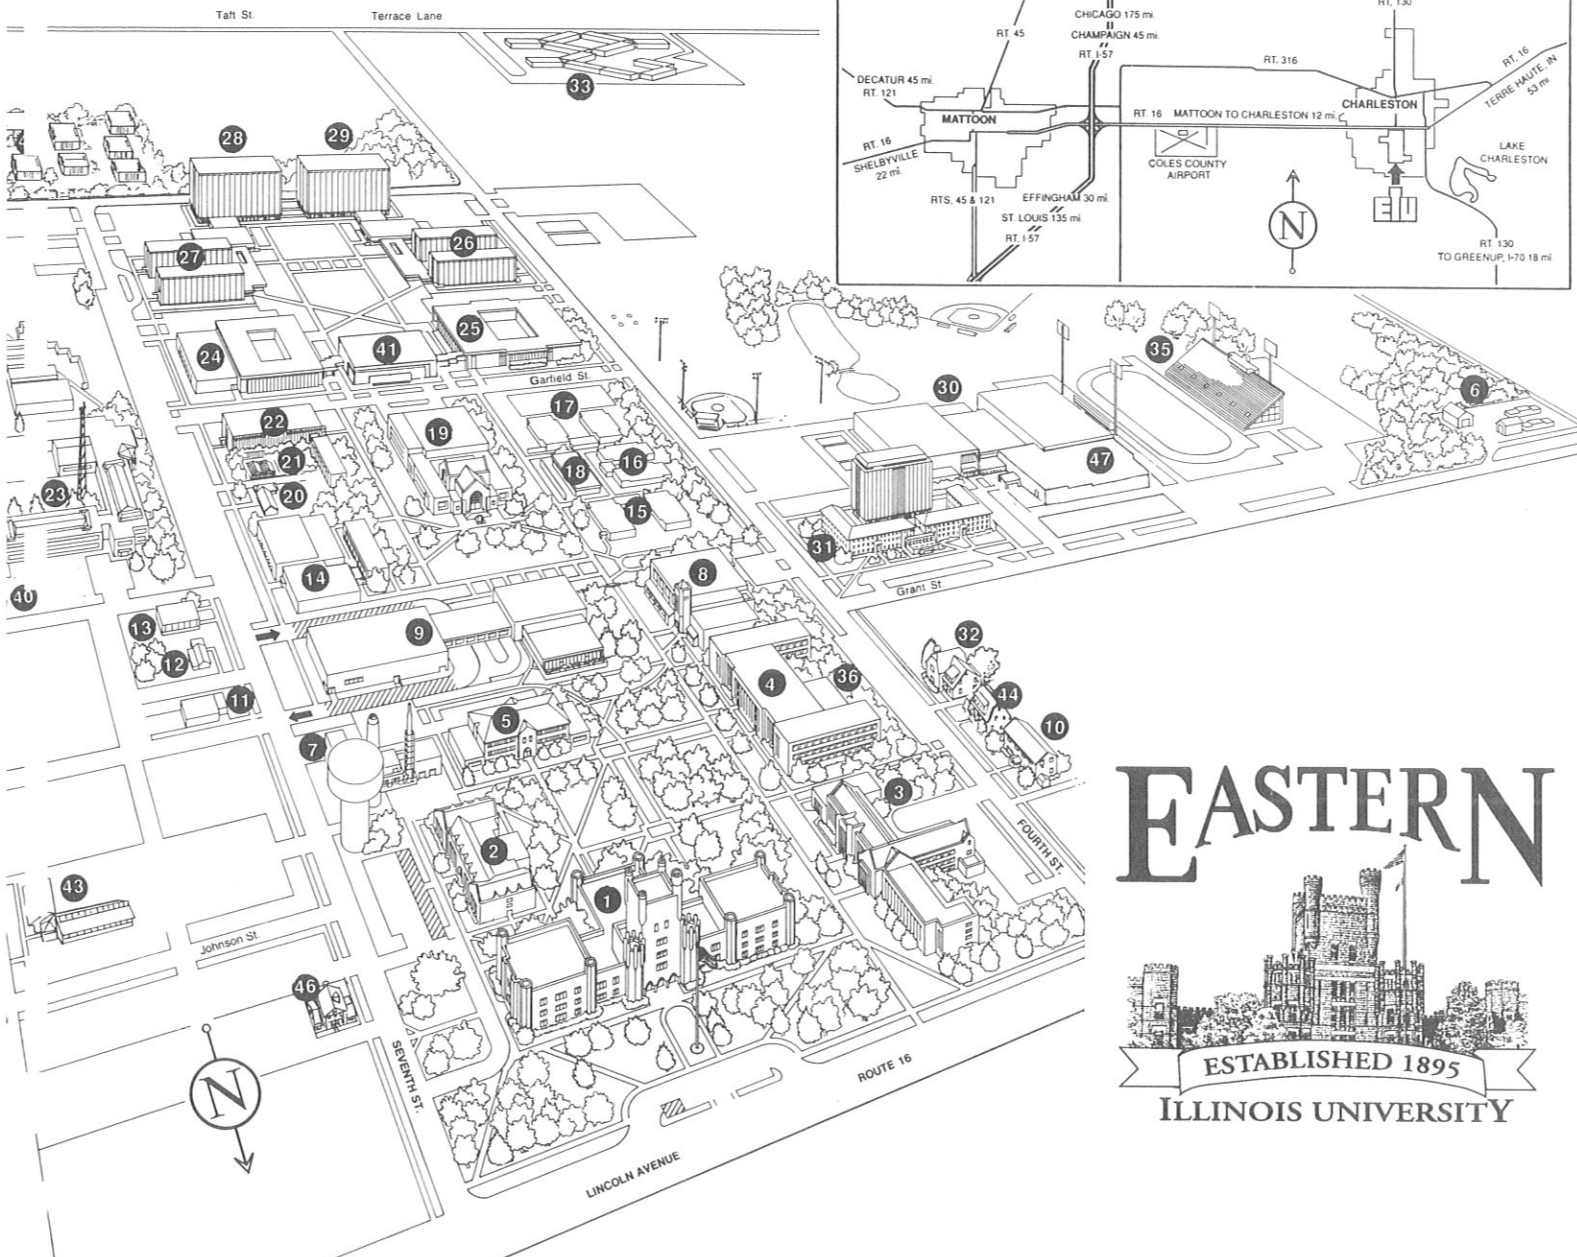 Taft St.
Terrace Lane
33
28
29
27
26
25
24
41
Garfield St.
22
19
17
21
18
16
20
15
23
14
40
13
9
8
12
11
7
5
4
36
2
1
3
43
Johnson St.
46
N
SEVENTH ST.
FOURTH ST.
LINCOLN AVENUE
ROUTE 16
30
35
6
47
31
Grant St.
32
44
10
CHICAGO 175 mi.
CHAMPAIGN 45 mi.
RT. I-57
RT. 45
RT. 130
DECATUR 45 mi.
RT. 121
MATTOON
RT. 16
SHELBYVILLE
22 mi.
RT. 316
CHARLESTON
RT. 16
TERRE HAUTE, IN
53 mi.
RT. 16 MATTOON TO CHARLESTON 12 mi.
COLES COUNTY
AIRPORT
LAKE
CHARLESTON
RTS. 45 & 121
EFFINGHAM 30 mi.
ST. LOUIS 135 mi.
RT. I-57
N
EIU
RT. 130
TO GREENUP, I-70 18 mi.
EASTERN
ESTABLISHED 1895
ILLINOIS UNIVERSITY